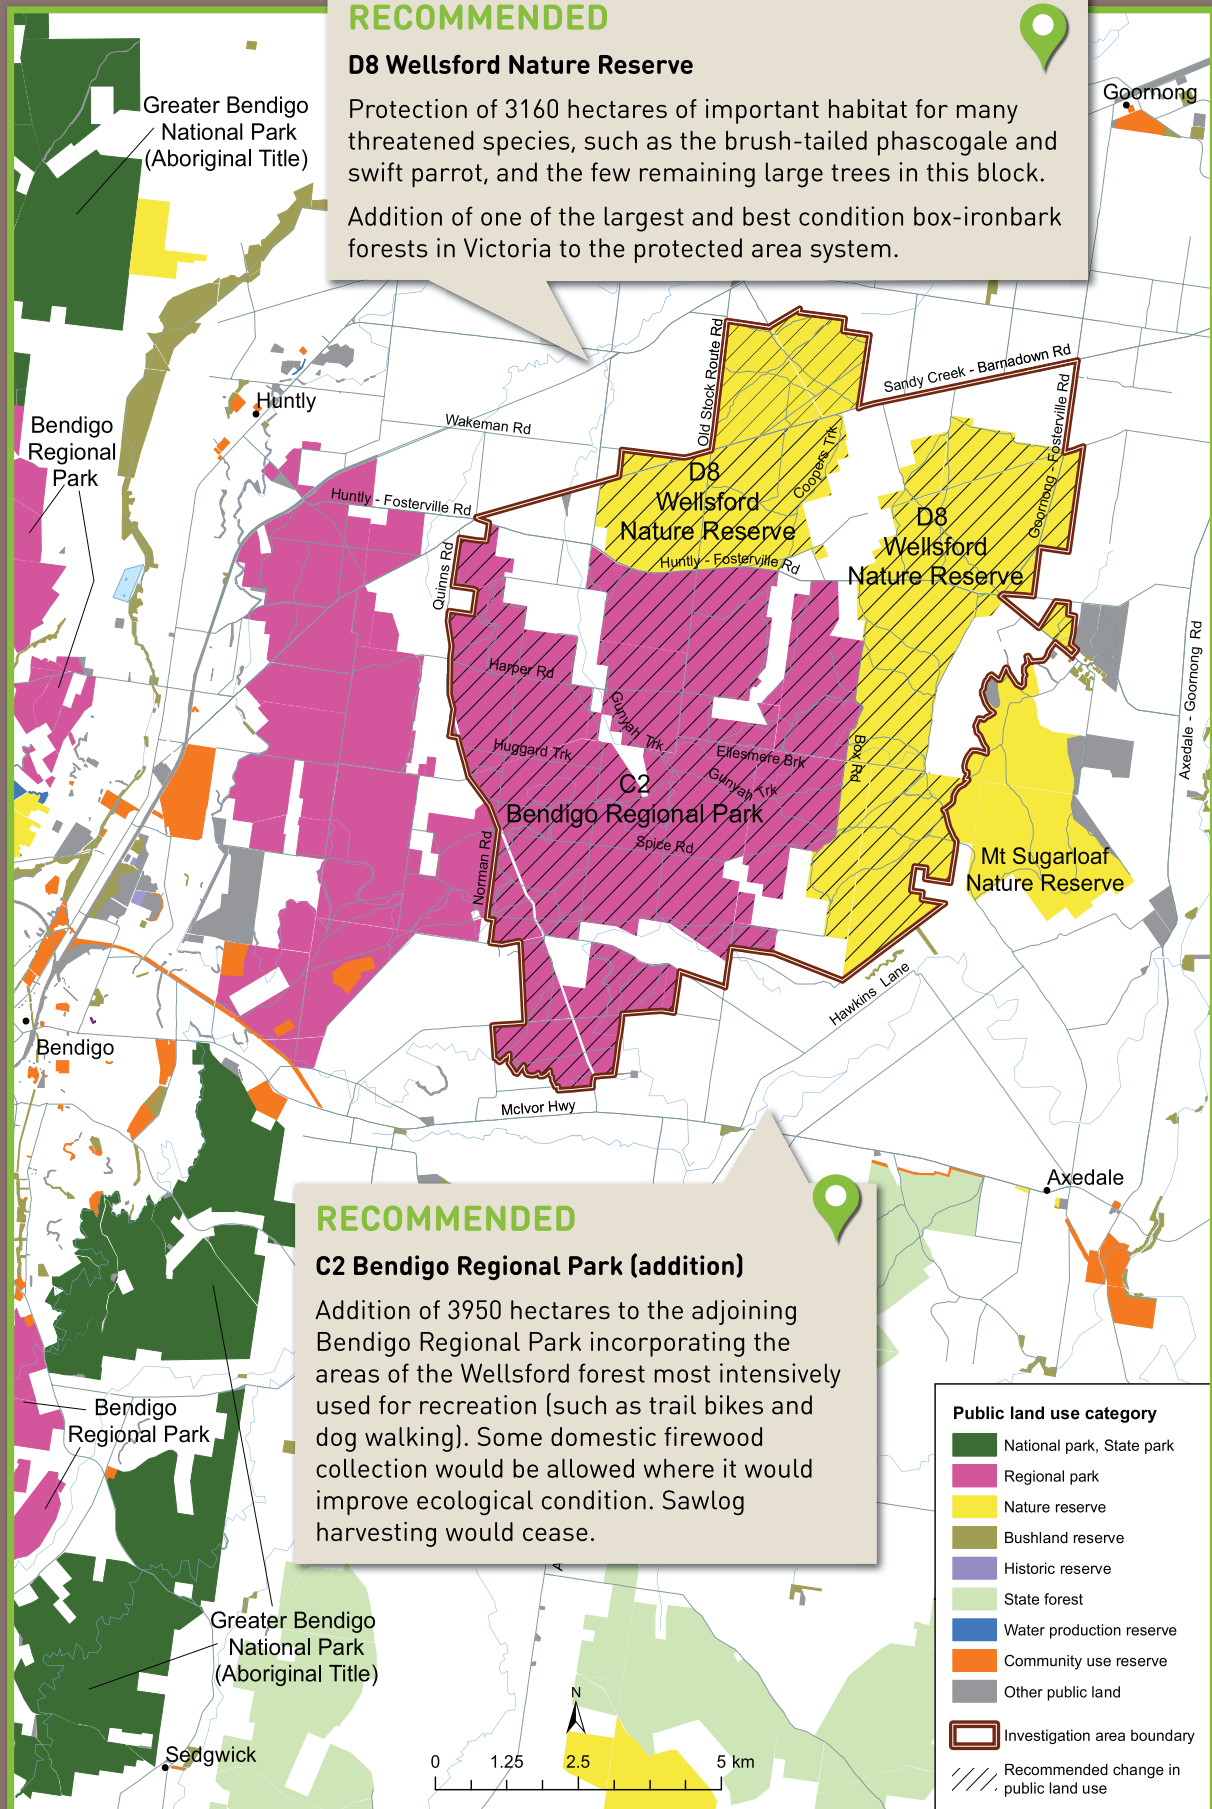 RECOMMENDED
D8 Wellsford Nature Reserve
Protection of 3160 hectares of important habitat for many
threatened species, such as the brush-tailed phascogale and
swift parrot, and the few remaining large trees in this block.
Addition of one of the largest and best condition box-ironbark
forests in Victoria to the protected area system.
Goornong
Greater Bendigo
National Park
(Aboriginal Title)
Huntly
Bendigo
Regional
Park
Wakeman Rd
Old Stock Route Rd
Sandy Creek - Barnadown Rd
Goornong - Fosterville Rd
Coopers Trk
D8
Wellsford
Nature Reserve
D8
Wellsford
Nature Reserve
Huntly - Fosterville Rd
Huntly - Fosterville Rd
Quinns Rd
Harper Rd
Gunyah Trk
Huggard Trk
Ellesmere Brk
Gunyah Trk
Box Rd
Axedale - Goornong Rd
C2
Bendigo Regional Park
Spice Rd
Norman Rd
Mt Sugarloaf
Nature Reserve
Hawkins Lane
Bendigo
McIvor Hwy
Axedale
RECOMMENDED
C2 Bendigo Regional Park (addition)
Addition of 3950 hectares to the adjoining
Bendigo Regional Park incorporating the
areas of the Wellsford forest most intensively
used for recreation (such as trail bikes and
dog walking). Some domestic firewood
collection would be allowed where it would
improve ecological condition. Sawlog
harvesting would cease.
Bendigo
Regional Park
Greater Bendigo
National Park
(Aboriginal Title)
Sedgwick
N
0 1.25 2.5 5 km
Public land use category
National park, State park
Regional park
Nature reserve
Bushland reserve
Historic reserve
State forest
Water production reserve
Community use reserve
Other public land
Investigation area boundary
Recommended change in
public land use